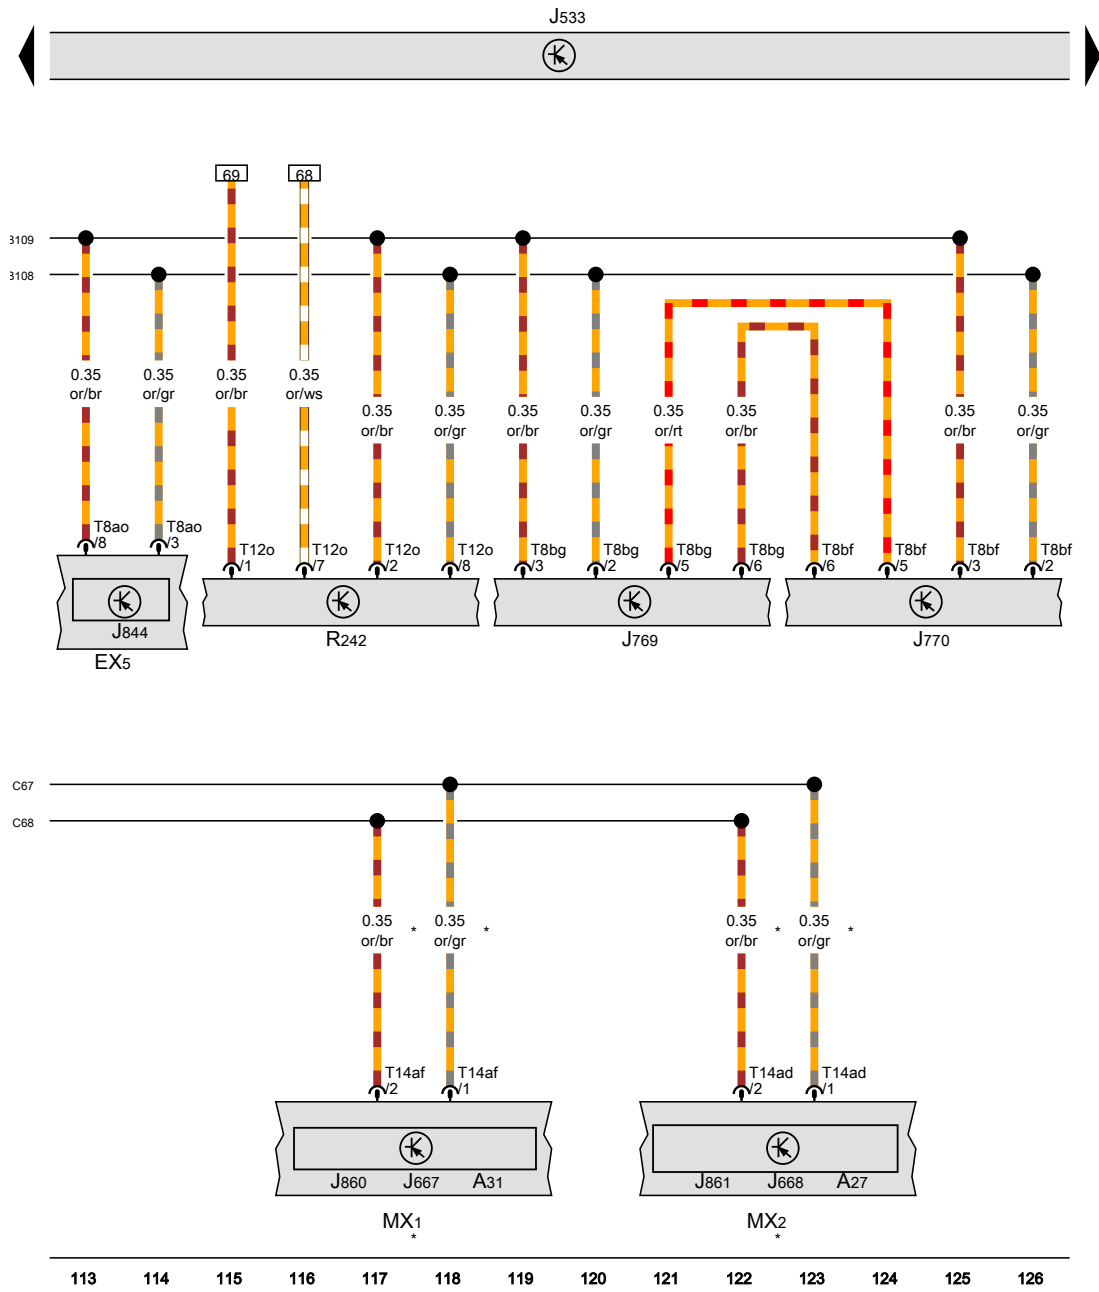 J533
69 68
B109
B108
0.35 0.35 0.35 0.35
or/br or/gr or/br or/ws
0.35 0.35 0.35 0.35 0.35 0.35 0.35 0.35
or/br or/gr or/br or/gr or/rt or/br or/br or/gr
T8ao T8ao
/8 /3
T12o T12o T12o T12o T8bg T8bg T8bg T8bg T8bf T8bf T8bf T8bf
/1 /7 /2 /8 /3 /2 /5 /6 /6 /5 /3 /2
J844
EX5
R242 J769 J770
C67
C68
0.35 0.35 0.35 0.35
or/br * or/gr * or/br * or/gr *
T14af T14af T14ad T14ad
/2 /1 /2 /1
J860 J667 A31 J861 J668 A27
MX1 MX2
* *
113 114 115 116 117 118 119 120 121 122 123 124 125 126